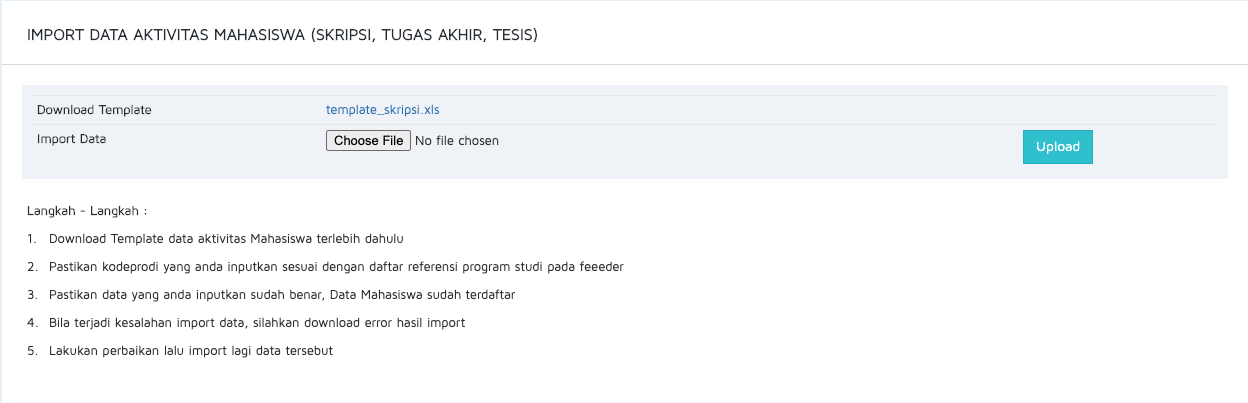 IMPORT DATA AKTIVITAS MAHASISWA (SKRIPSI, TUGAS AKHIR, TESIS)
Download Template template_skripsi.xls
Import Data Choose File No file chosen Upload
Langkah - Langkah :
1. Download Template data aktivitas Mahasiswa terlebih dahulu
2. Pastikan kodeprodi yang anda inputkan sesuai dengan daftar referensi program studi pada feeeder
3. Pastikan data yang anda inputkan sudah benar, Data Mahasiswa sudah terdaftar
4. Bila terjadi kesalahan import data, silahkan download error hasil import
5. Lakukan perbaikan lalu import lagi data tersebut